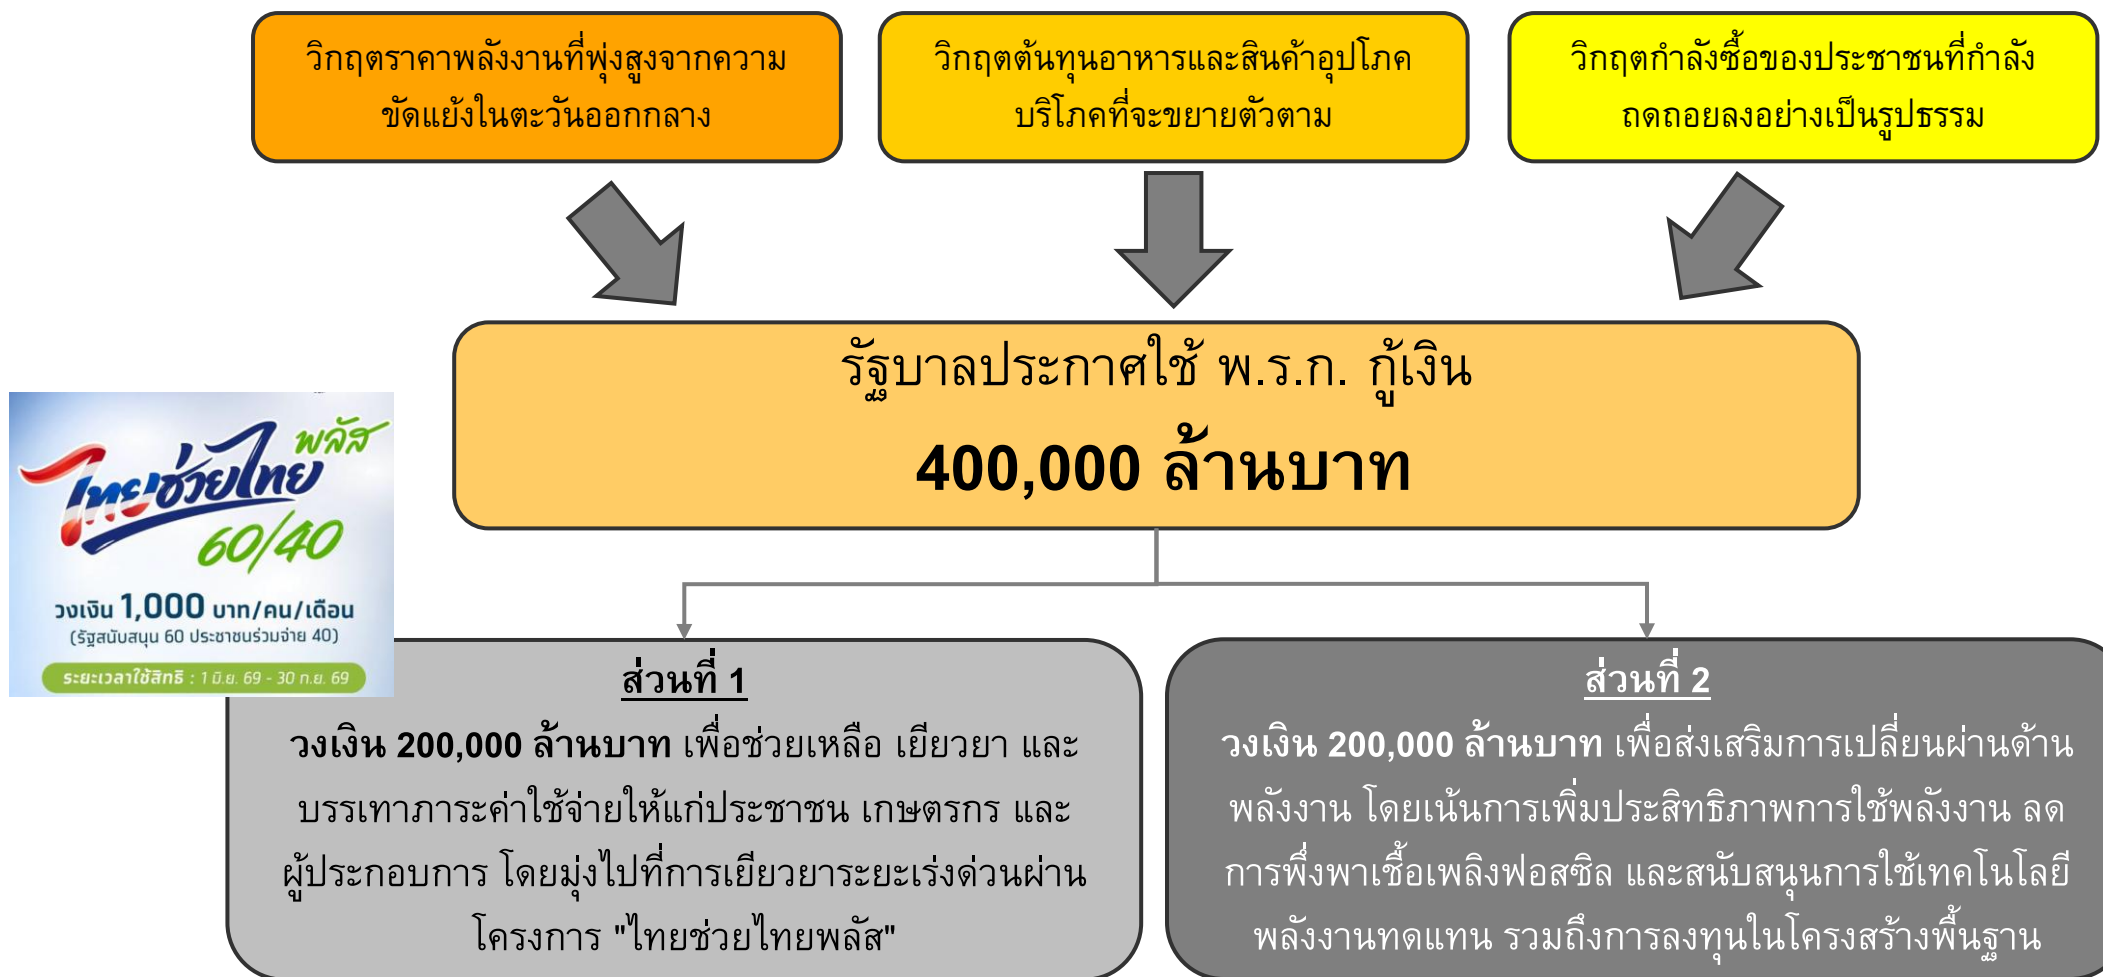 วิกฤตราคาพลังงานที่พุ่งสูงจากความ
ขัดแย้งในตะวันออกกลาง
วิกฤตต้นทุนอาหารและสินค้าอุปโภค
บริโภคที่จะขยายตัวตาม
วิกฤตกำลังซื้อของประชาชนที่กำลัง
ถดถอยลงอย่างเป็นรูปธรรม
รัฐบาลประกาศใช้ พ.ร.ก. กู้เงิน
400,000 ล้านบาท
ไทยช่วยไทย พลัส
60/40
วงเงิน 1,000 บาท/คน/เดือน
(รัฐสนับสนุน 60 ประชาชนร่วมจ่าย 40)
ระยะเวลาใช้สิทธิ : 1 มิ.ย. 69 - 30 ก.ย. 69
ส่วนที่ 1
วงเงิน 200,000 ล้านบาท เพื่อช่วยเหลือ เยียวยา และ
บรรเทาภาระค่าใช้จ่ายให้แก่ประชาชน เกษตรกร และ
ผู้ประกอบการ โดยมุ่งไปที่การเยียวยาระยะเร่งด่วนผ่าน
โครงการ "ไทยช่วยไทยพลัส"
ส่วนที่ 2
วงเงิน 200,000 ล้านบาท เพื่อส่งเสริมการเปลี่ยนผ่านด้าน
พลังงาน โดยเน้นการเพิ่มประสิทธิภาพการใช้พลังงาน ลด
การพึ่งพาเชื้อเพลิงฟอสซิล และสนับสนุนการใช้เทคโนโลยี
พลังงานทดแทน รวมถึงการลงทุนในโครงสร้างพื้นฐาน